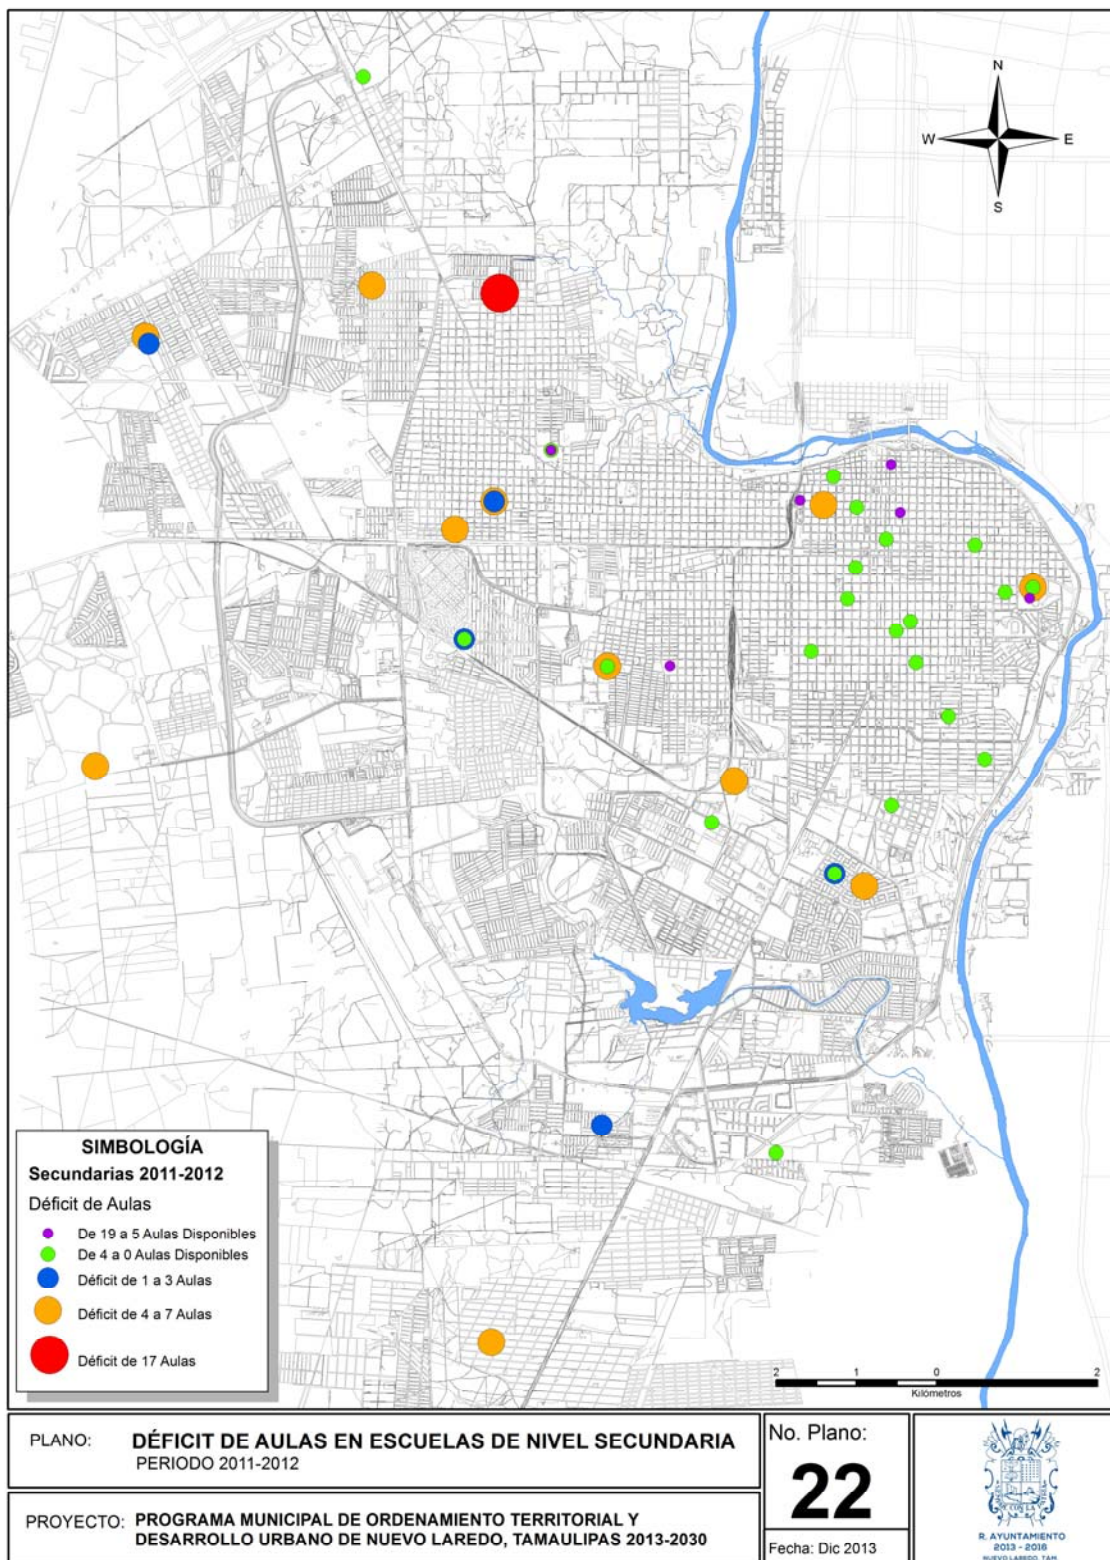 N
W E
S
SIMBOLOGÍA
Secundarias 2011-2012
Déficit de Aulas
De 19 a 5 Aulas Disponibles
De 4 a 0 Aulas Disponibles
Déficit de 1 a 3 Aulas
Déficit de 4 a 7 Aulas
Déficit de 17 Aulas
2 1 0 2
Kilómetros
PLANO: DÉFICIT DE AULAS EN ESCUELAS DE NIVEL SECUNDARIA
PERIODO 2011-2012
PROYECTO: PROGRAMA MUNICIPAL DE ORDENAMIENTO TERRITORIAL Y
DESARROLLO URBANO DE NUEVO LAREDO, TAMAULIPAS 2013-2030
No. Plano:
22
Fecha: Dic 2013
R. AYUNTAMIENTO
2013 - 2016
NUEVO LAREDO, TAM.